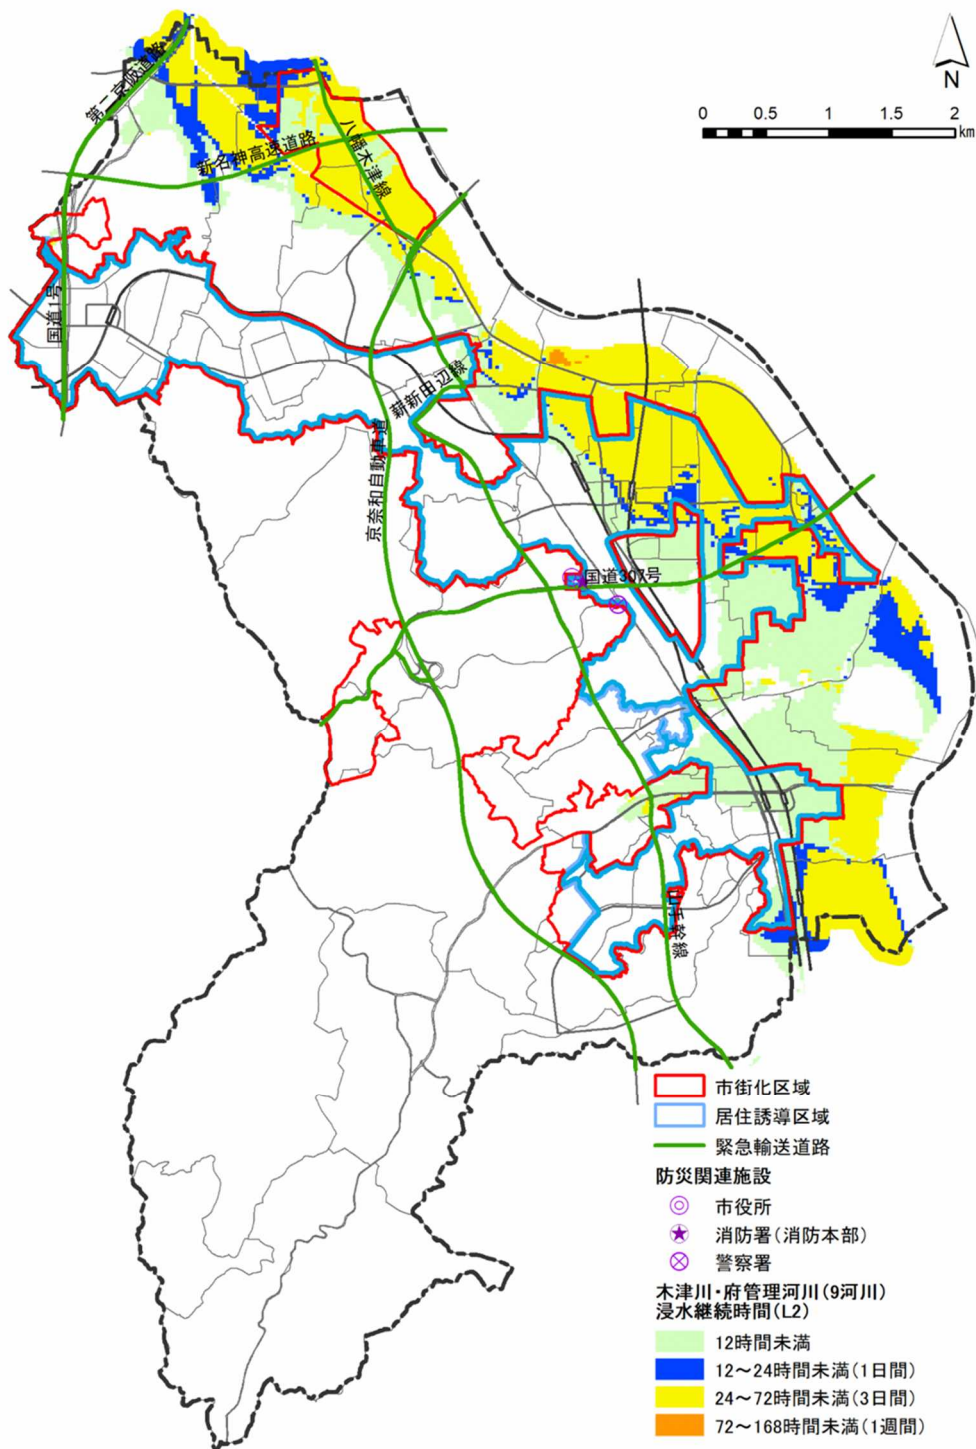 N
0 0.5 1 1.5 2
km
第二京阪道路
新名神高速道路
八幡木津線
国道1号
薪新田辺線
京奈和自動車道
国道307号
山手幹線
市街化区域
居住誘導区域
緊急輸送道路
防災関連施設
市役所
消防署(消防本部)
警察署
木津川・府管理河川(9河川)
浸水継続時間(L2)
12時間未満
12～24時間未満(1日間)
24～72時間未満(3日間)
72～168時間未満(1週間)